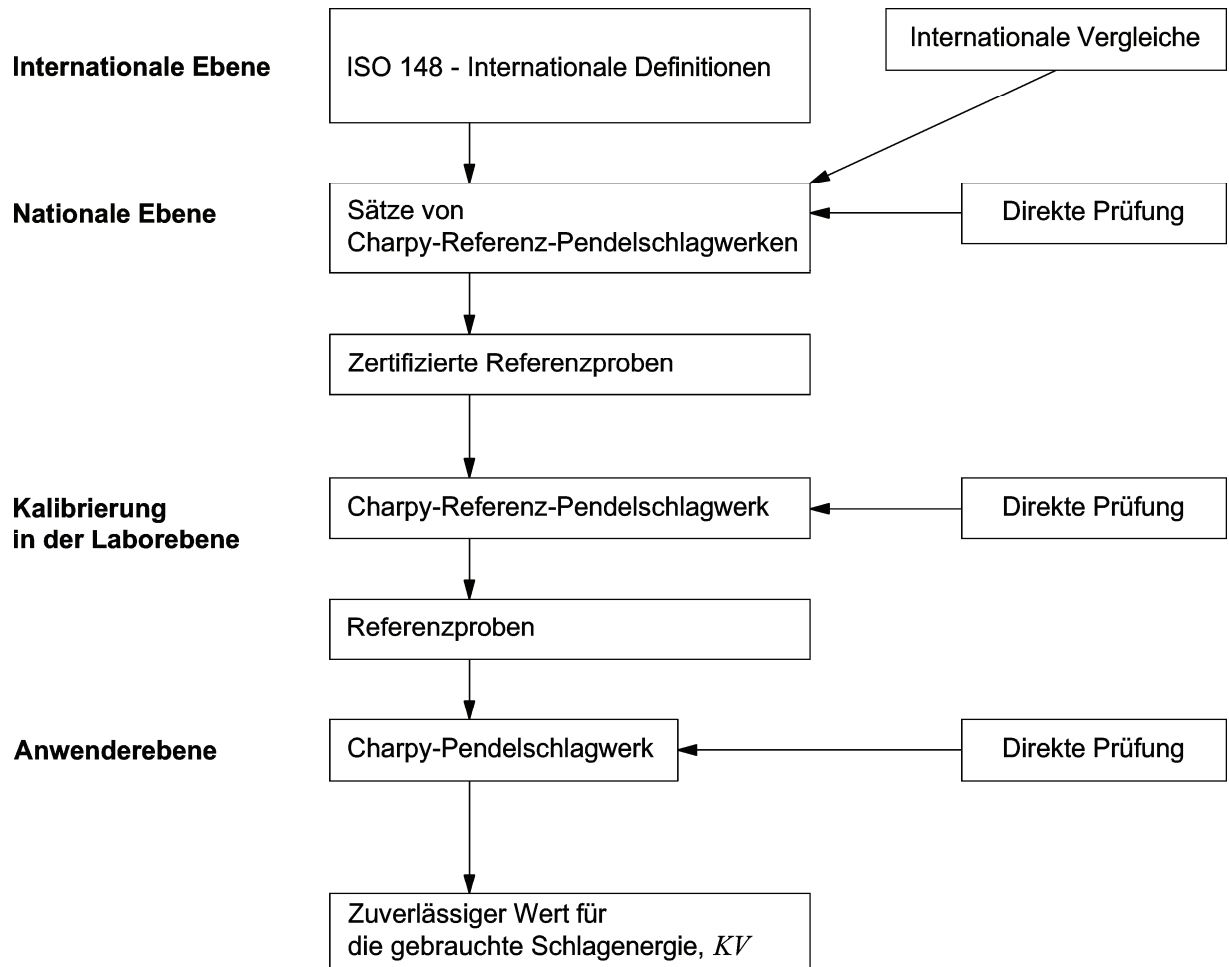 Internationale Ebene
ISO 148 - Internationale Definitionen
Internationale Vergleiche
Nationale Ebene
Sätze von
Charpy-Referenz-Pendelschlagwerken
Direkte Prüfung
Zertifizierte Referenzproben
Kalibrierung
in der Laborebene
Charpy-Referenz-Pendelschlagwerk
Direkte Prüfung
Referenzproben
Anwenderebene
Charpy-Pendelschlagwerk
Direkte Prüfung
Zuverlässiger Wert für
die gebrauchte Schlagenergie, KV